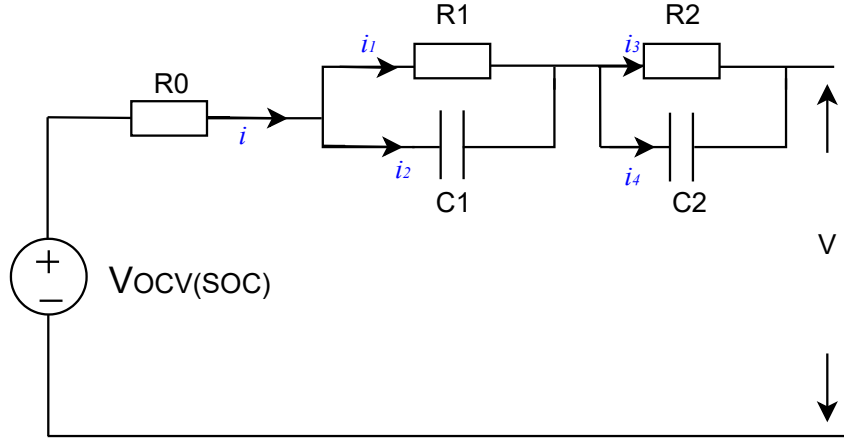 R1
R2
i1
i3
R0
i
i2
i4
C1
C2
V
+
−
VOCV(SOC)